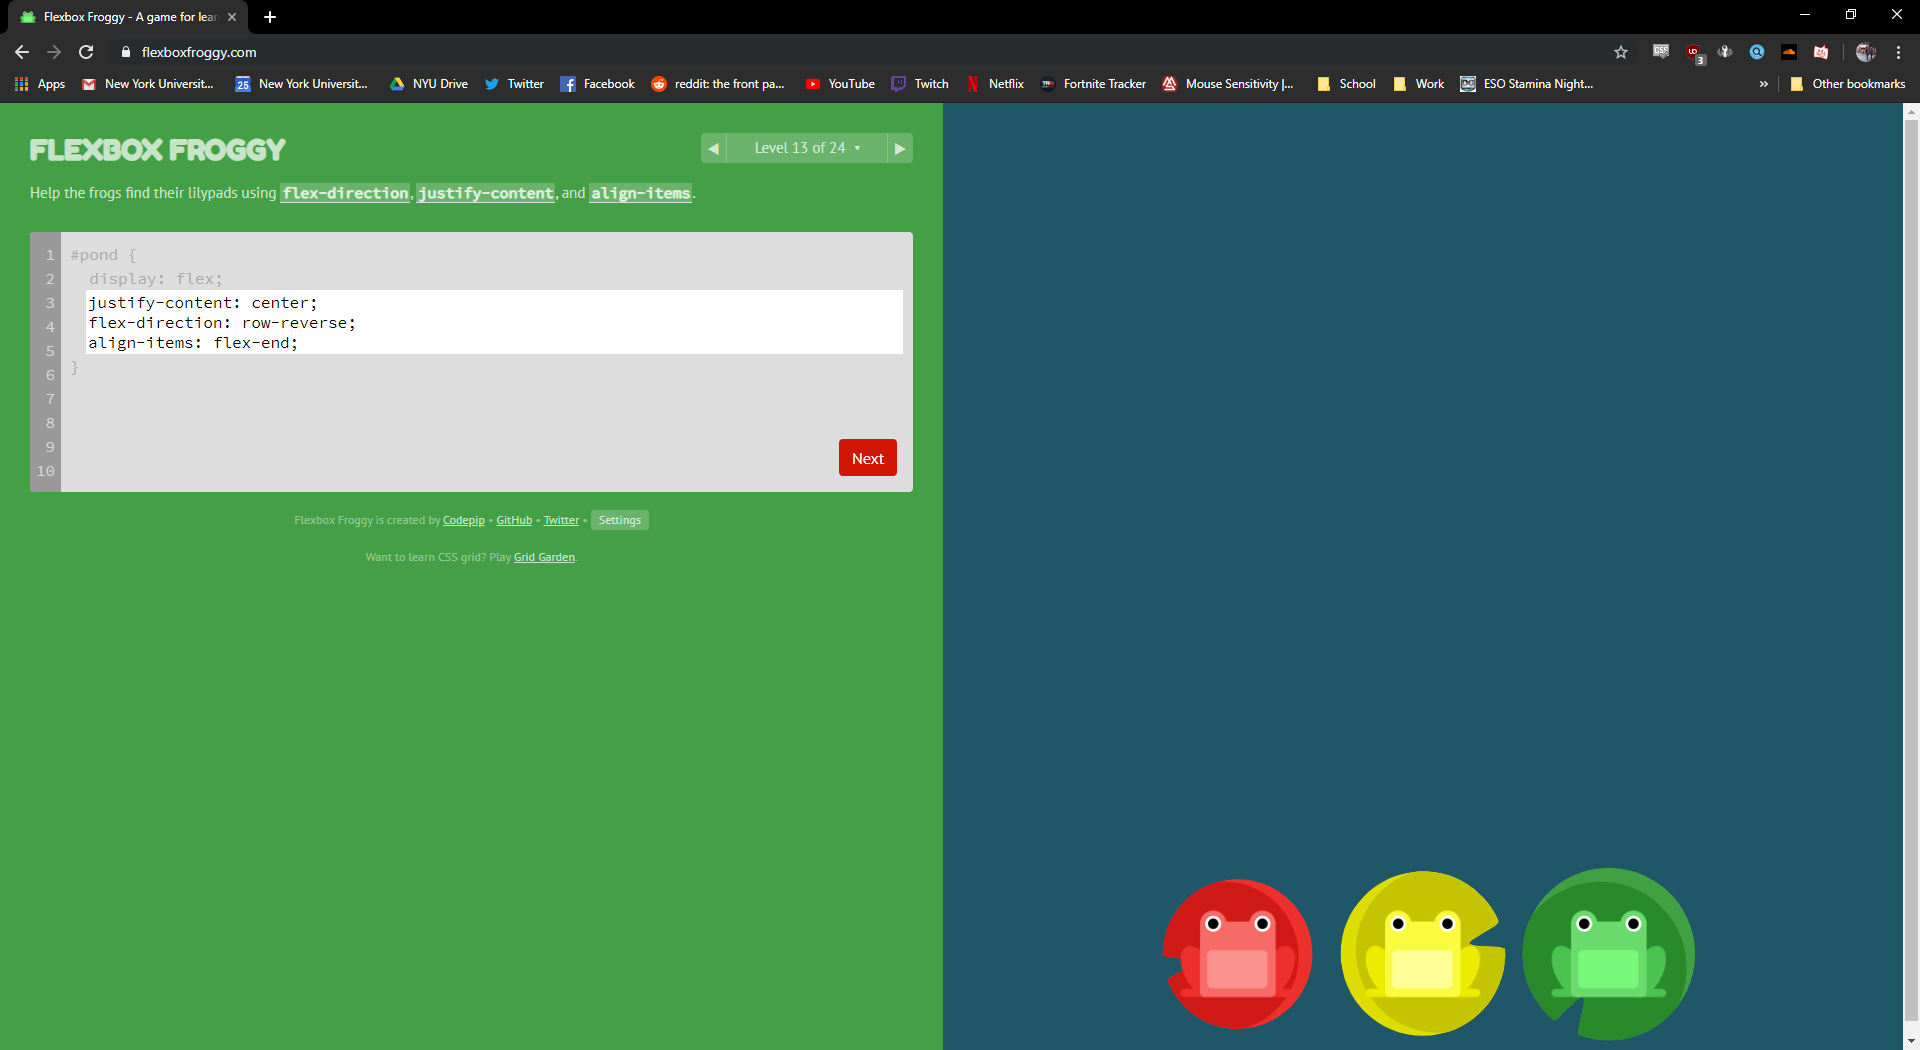 Flexbox Froggy - A game for lear
flexboxfroggy.com
CSS
UD
3
Apps
New York Universit...
25
New York Universit...
NYU Drive
Twitter
Facebook
reddit: the front pa...
YouTube
Twitch
Netflix
Fortnite Tracker
Mouse Sensitivity |...
School
Work
ESO Stamina Night...
»
Other bookmarks
FLEXBOX FROGGY
◀ Level 13 of 24 ▾ ▶
Help the frogs find their lilypads using flex-direction, justify-content, and align-items.
1 #pond {
2 display: flex;
3 justify-content: center;
4 flex-direction: row-reverse;
5 align-items: flex-end;
6 }
7
8
9
10
Next
Flexbox Froggy is created by Codepip • GitHub • Twitter • Settings
Want to learn CSS grid? Play Grid Garden.